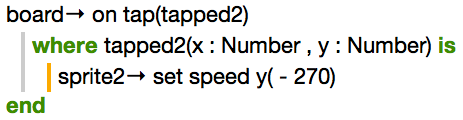 board→ on tap(tapped2)
where tapped2(x : Number , y : Number) is
sprite2→ set speed y( - 270)
end